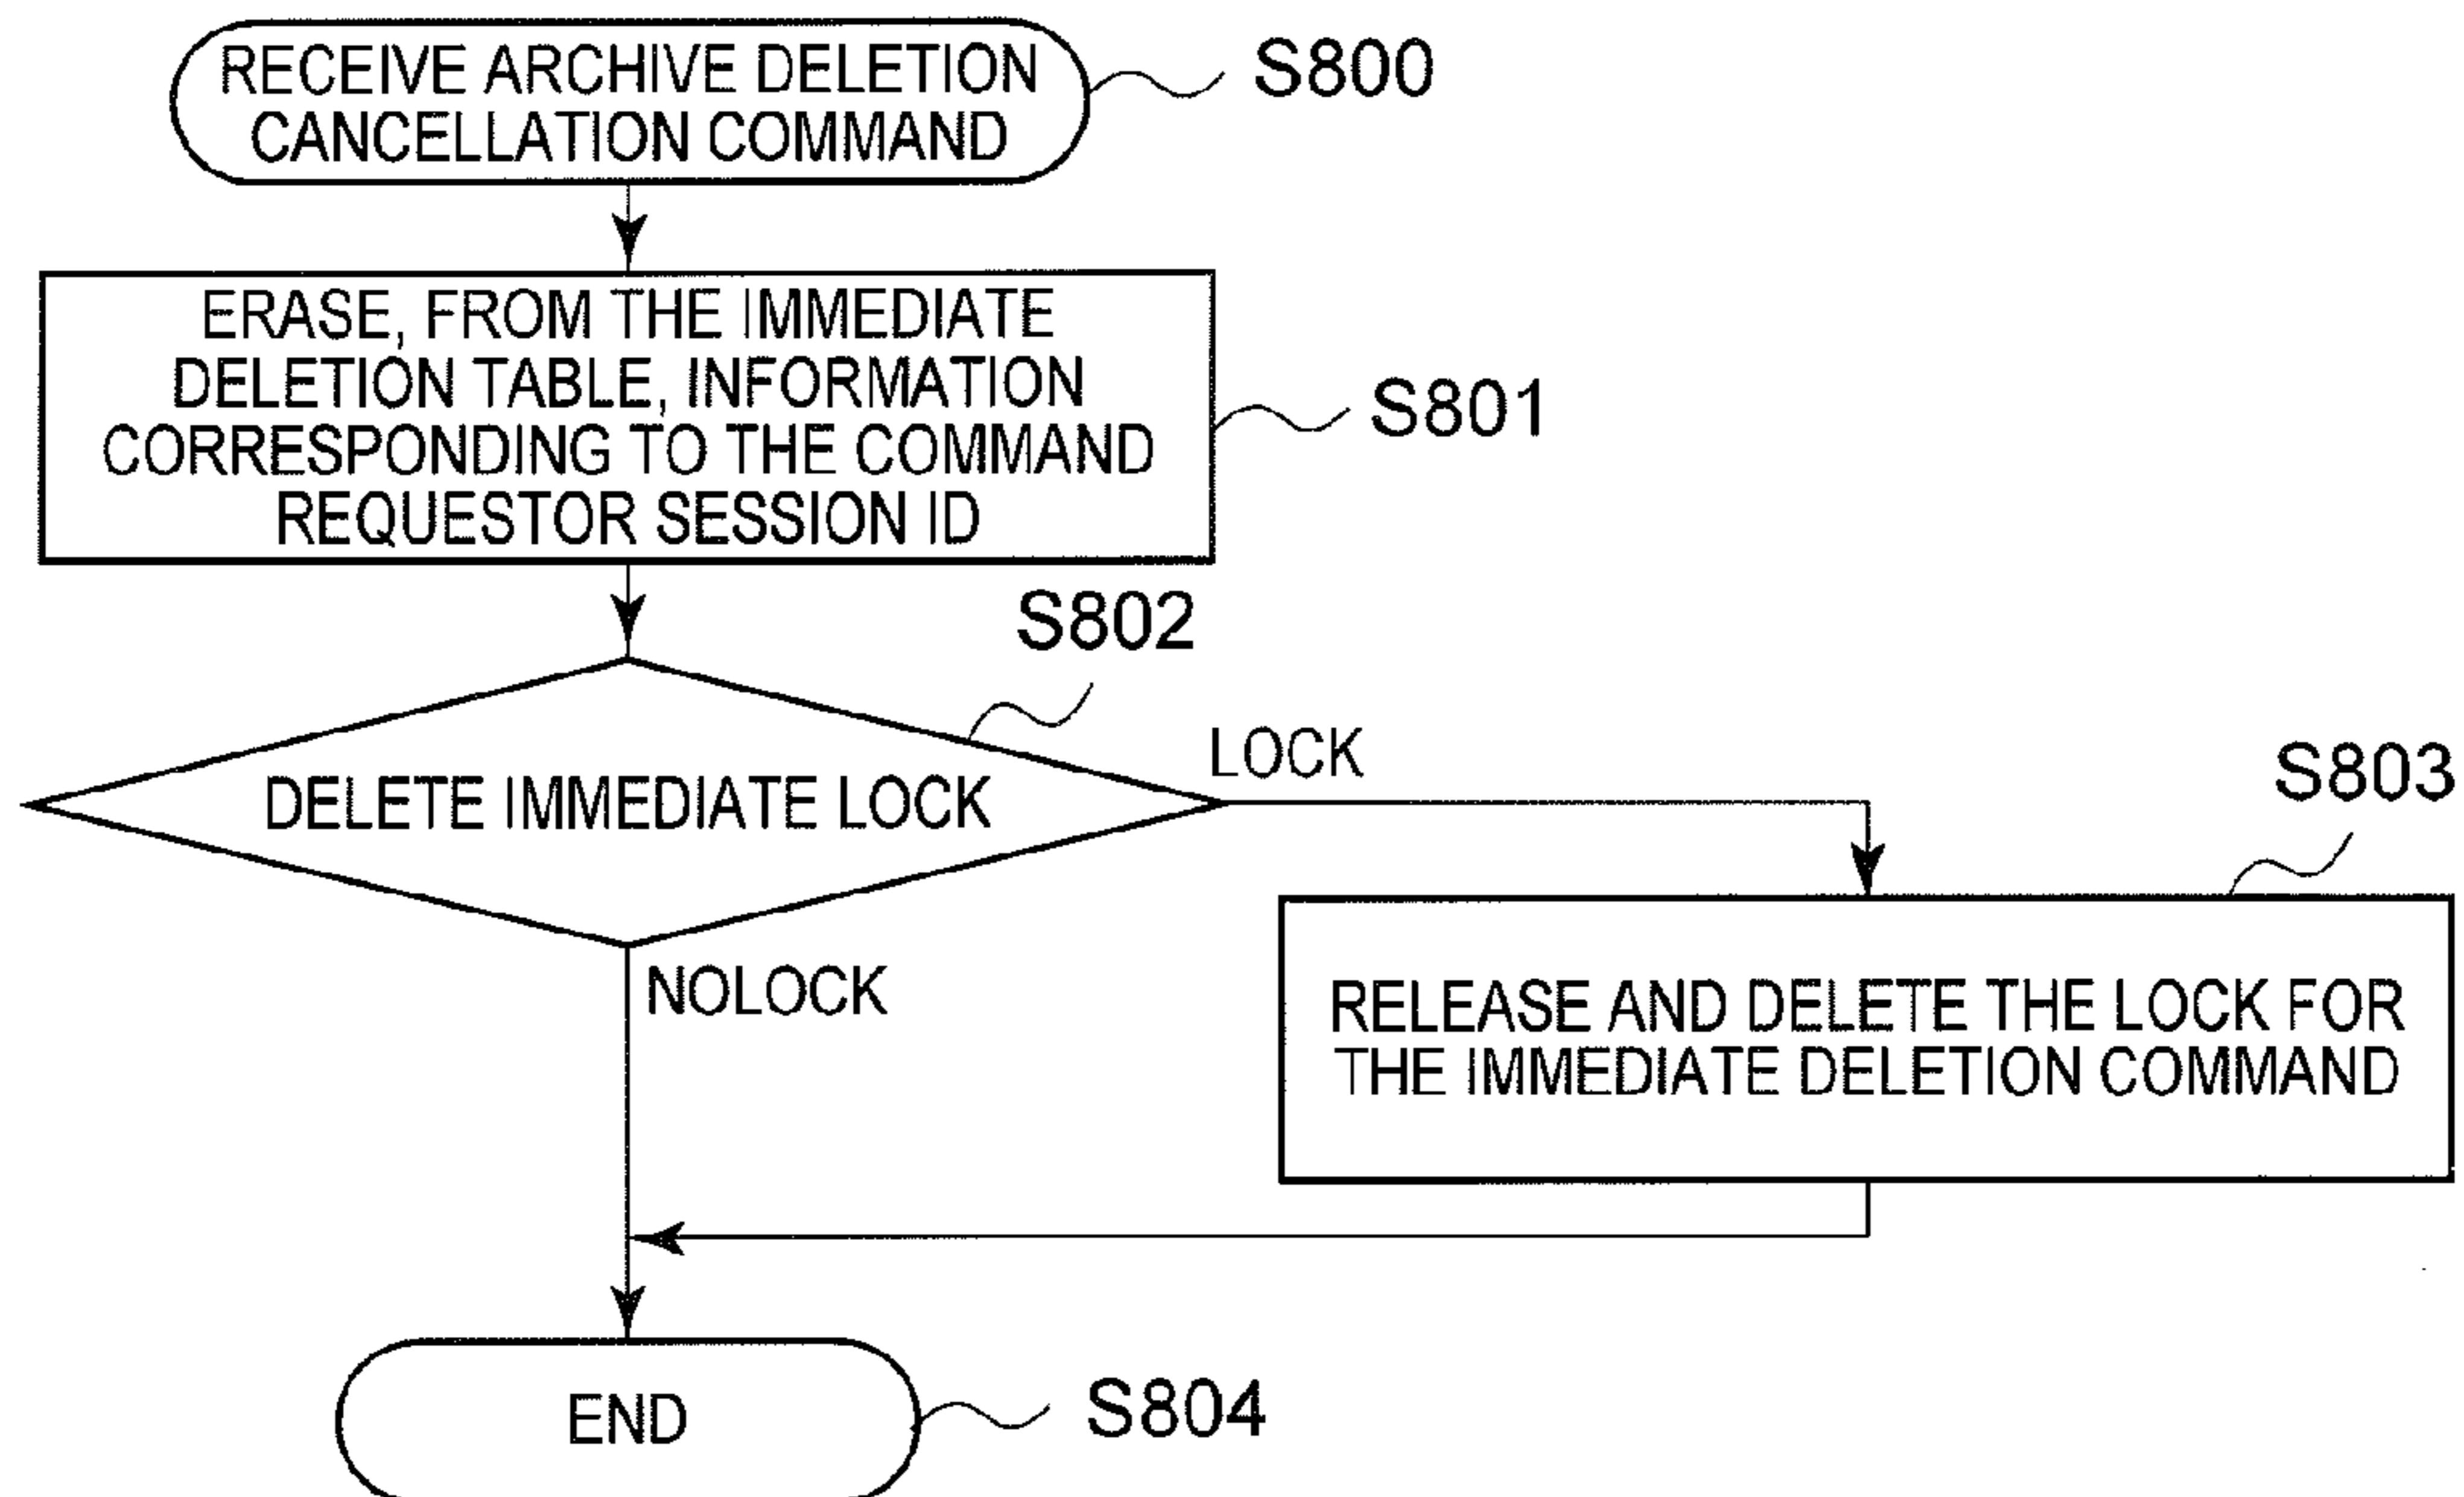 RECEIVE ARCHIVE DELETION
CANCELLATION COMMAND
S800
ERASE, FROM THE IMMEDIATE
DELETION TABLE, INFORMATION
CORRESPONDING TO THE COMMAND
REQUESTOR SESSION ID
S801
S802
DELETE IMMEDIATE LOCK
LOCK
NOLOCK
S803
RELEASE AND DELETE THE LOCK FOR
THE IMMEDIATE DELETION COMMAND
END
S804